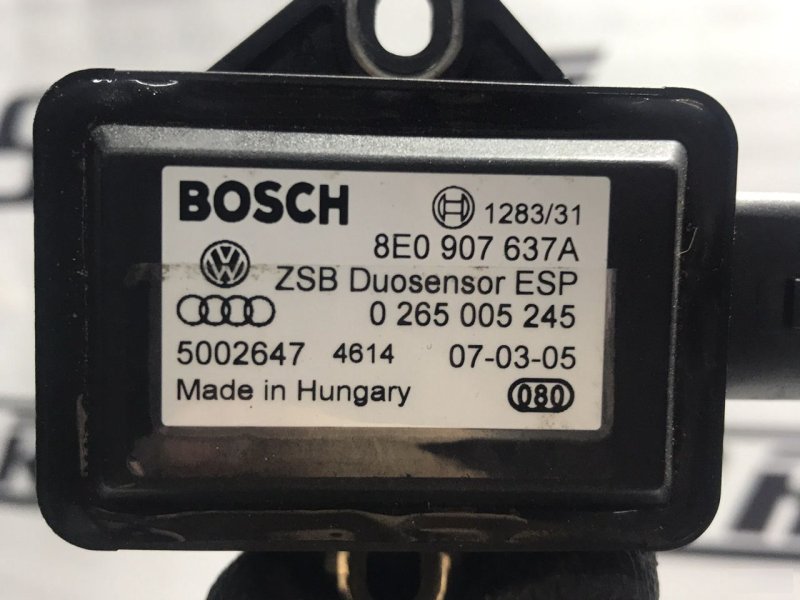 BOSCH
1283/31
8E0 907 637A
ZSB Duosensor ESP
0 265 005 245
5002647 4614 07-03-05
Made in Hungary
080